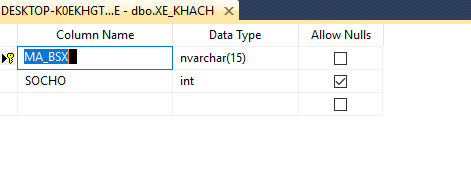 DESKTOP-K0EKHGT...E - dbo.XE_KHACH
Column Name Data Type Allow Nulls
MA_BSX nvarchar(15)
SOCHO int